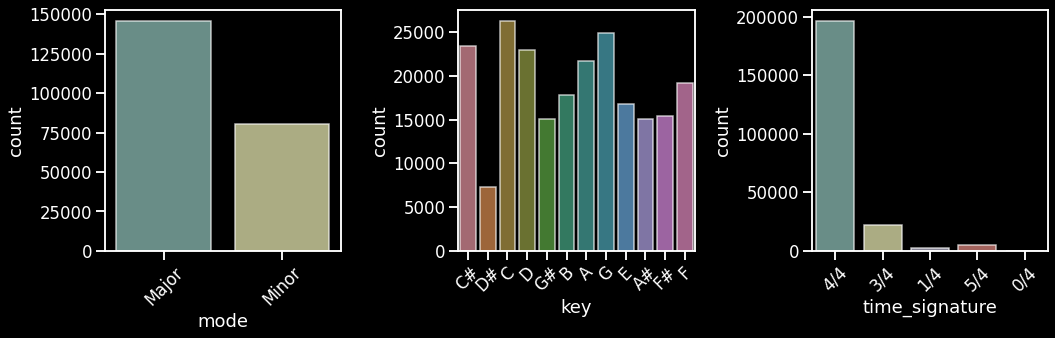 150000
125000
100000
75000
50000
25000
0
count
Major
Minor
mode
25000
20000
15000
10000
5000
0
count
C#
D#
C
D
G#
B
A
G
E
A#
F#
F
key
200000
150000
100000
50000
0
count
4/4
3/4
1/4
5/4
0/4
time_signature